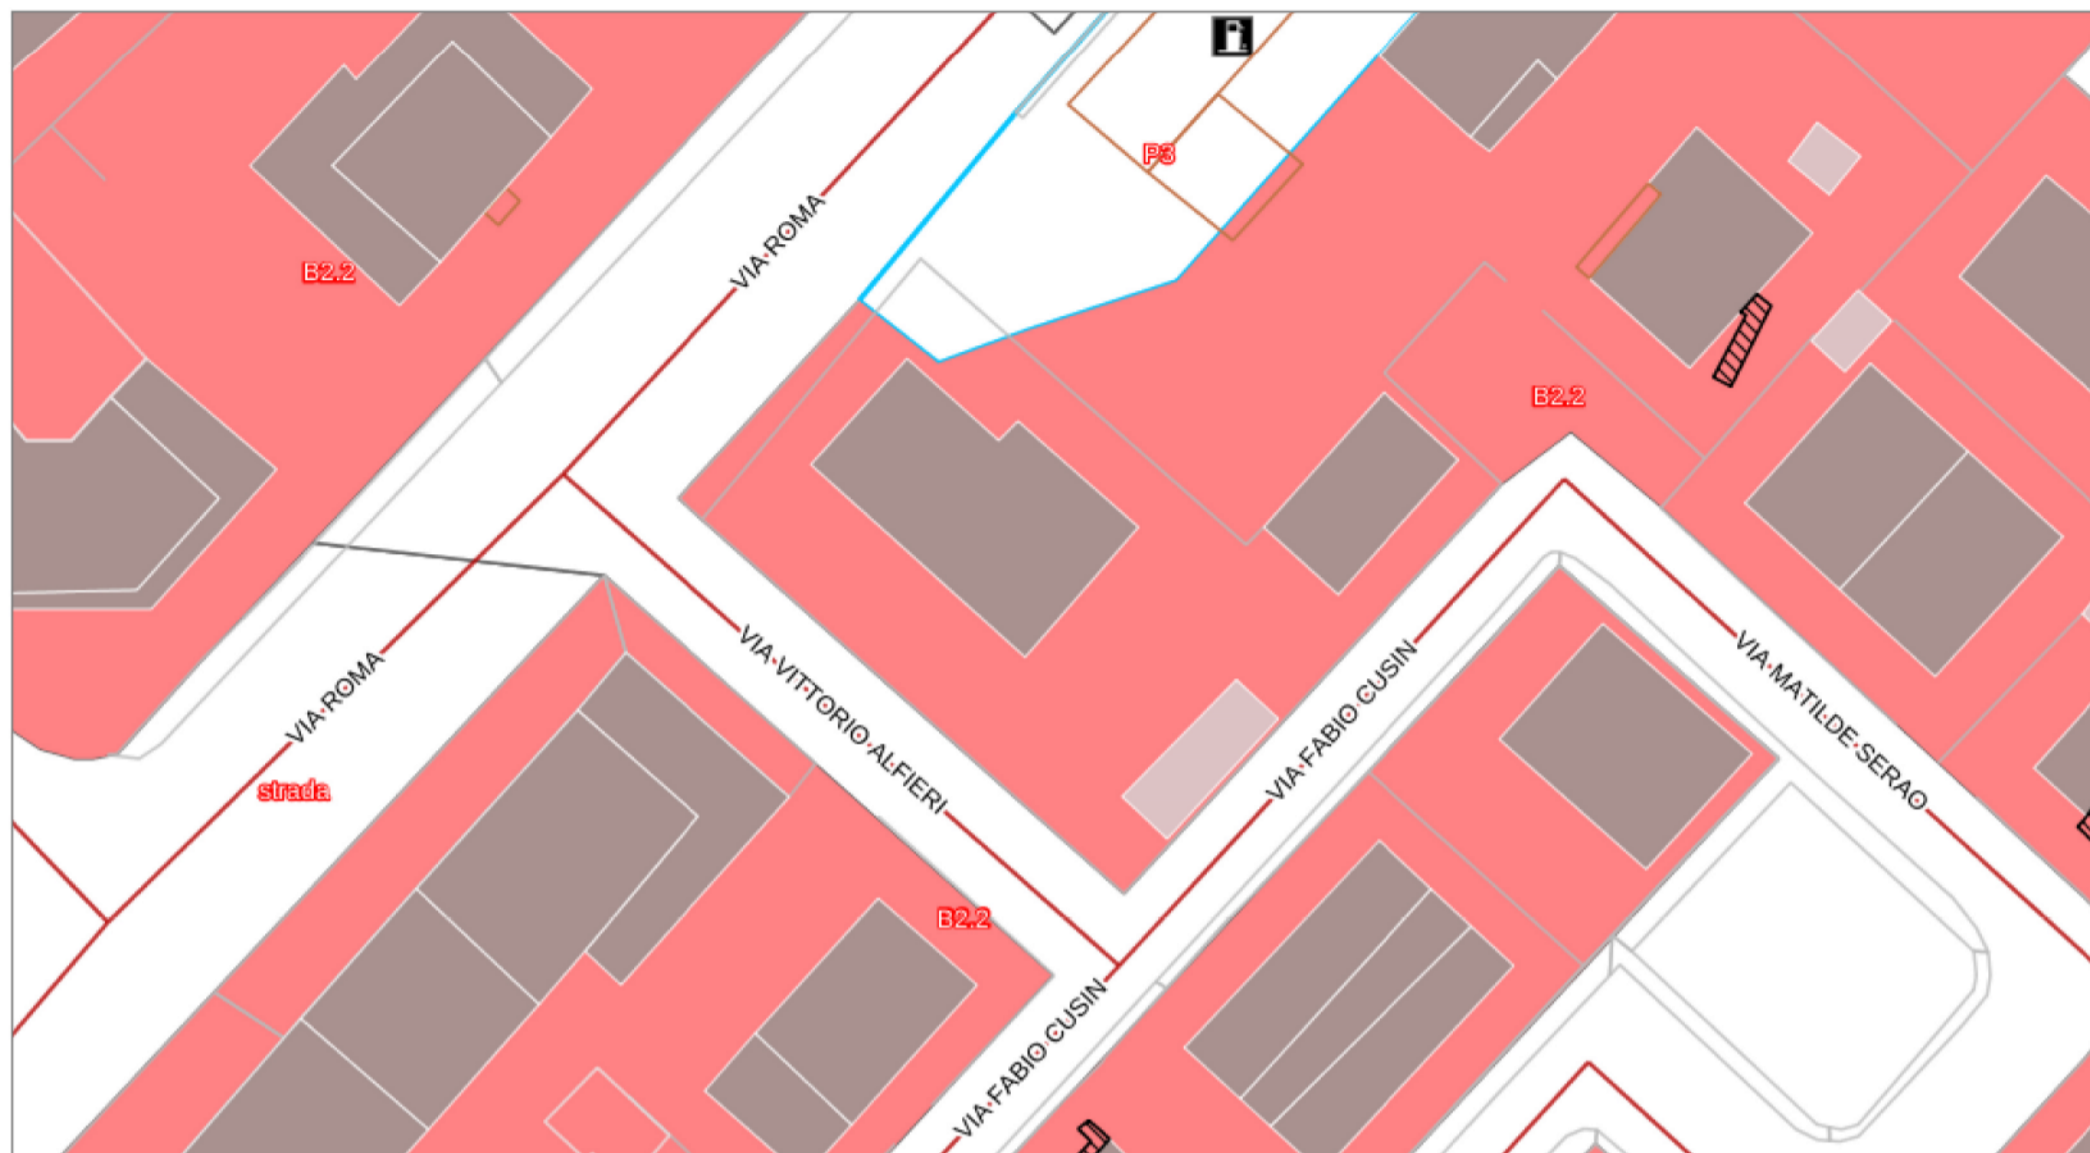 P3
VIA ROMA
B2.2
B2.2
VIA ROMA
VIA VITTORIO ALFIERI
VIA FABIO CUSIN
VIA MATILDE SERAO
strada
B2.2
VIA FABIO CUSIN